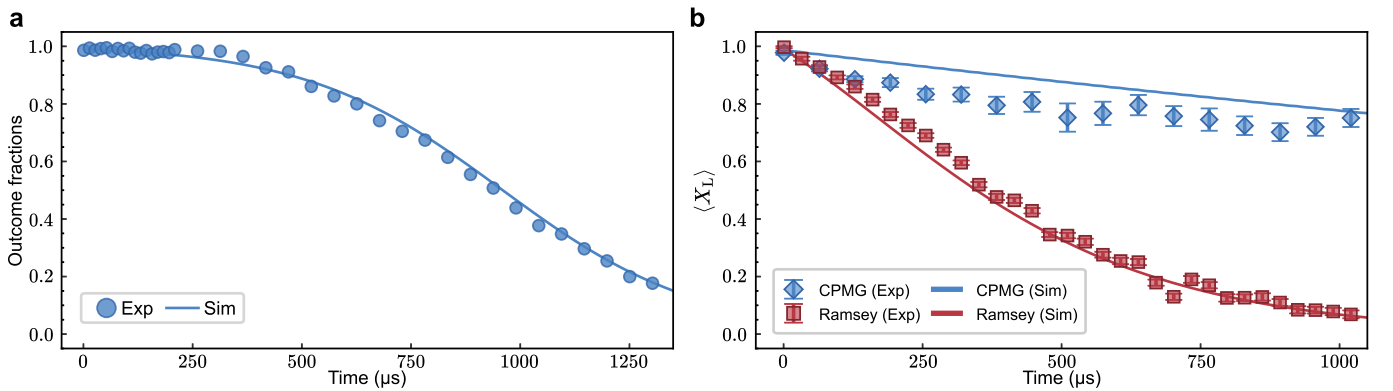 a
1.0
0.8
0.6
0.4
0.2
0.0
Outcome fractions
Exp
Sim
0
250
500
750
1000
1250
Time (μs)
b
1.0
0.8
0.6
0.4
0.2
0.0
⟨X_L⟩
CPMG (Exp)
CPMG (Sim)
Ramsey (Exp)
Ramsey (Sim)
0
250
500
750
1000
Time (μs)